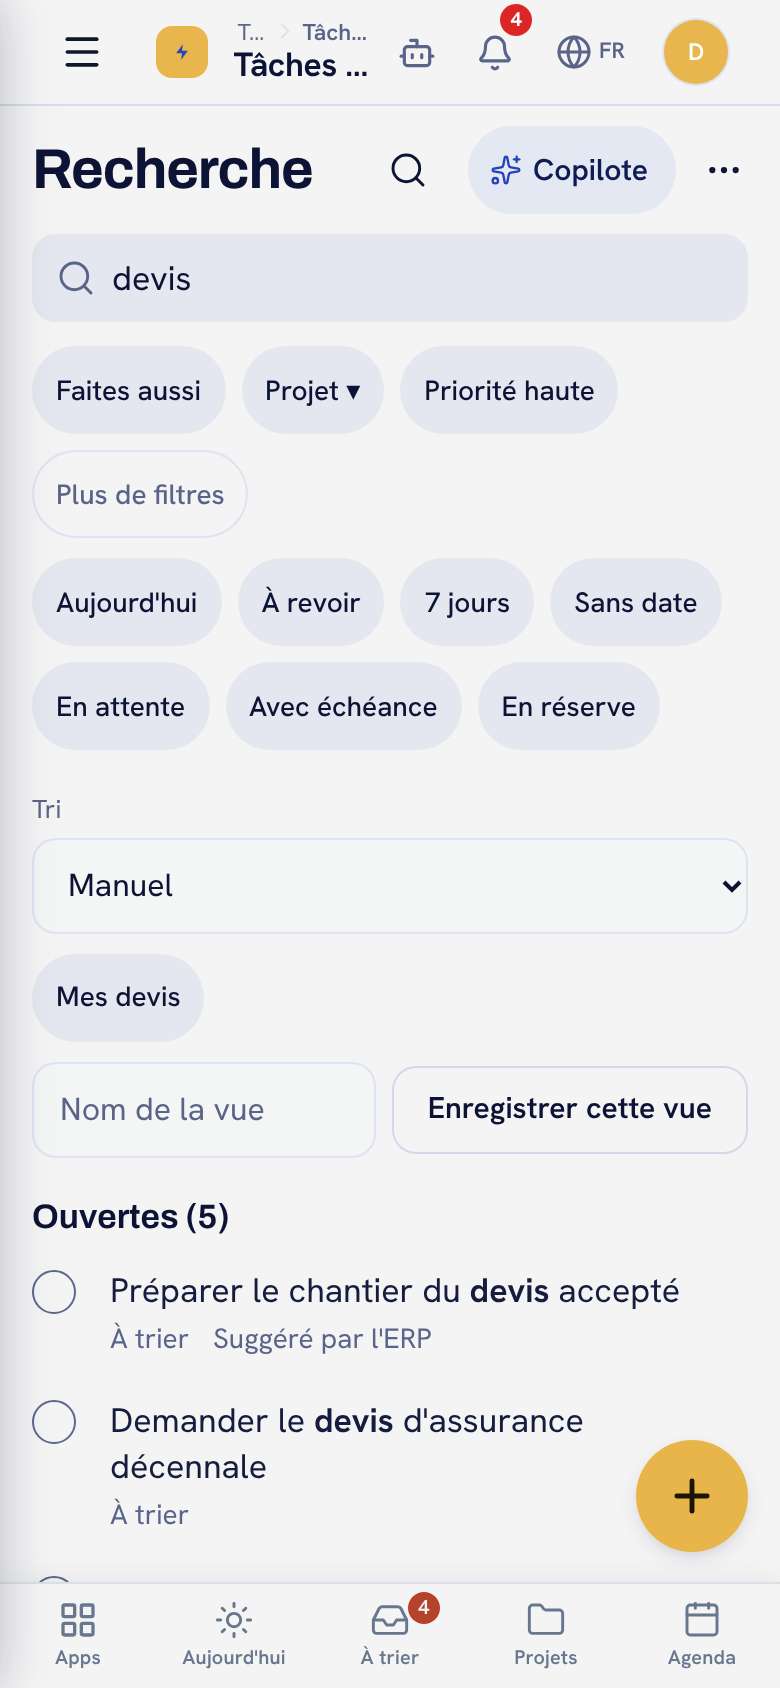 T... > Tâch...
Tâches ...
4
FR
D
Recherche
Copilote
devis
Faites aussi
Projet ▾
Priorité haute
Plus de filtres
Aujourd'hui
À revoir
7 jours
Sans date
En attente
Avec échéance
En réserve
Tri
Manuel
Mes devis
Nom de la vue
Enregistrer cette vue
Ouvertes (5)
Préparer le chantier du devis accepté
À trier Suggéré par l'ERP
Demander le devis d'assurance
décennale
À trier
4
Apps
Aujourd'hui
À trier
Projets
Agenda